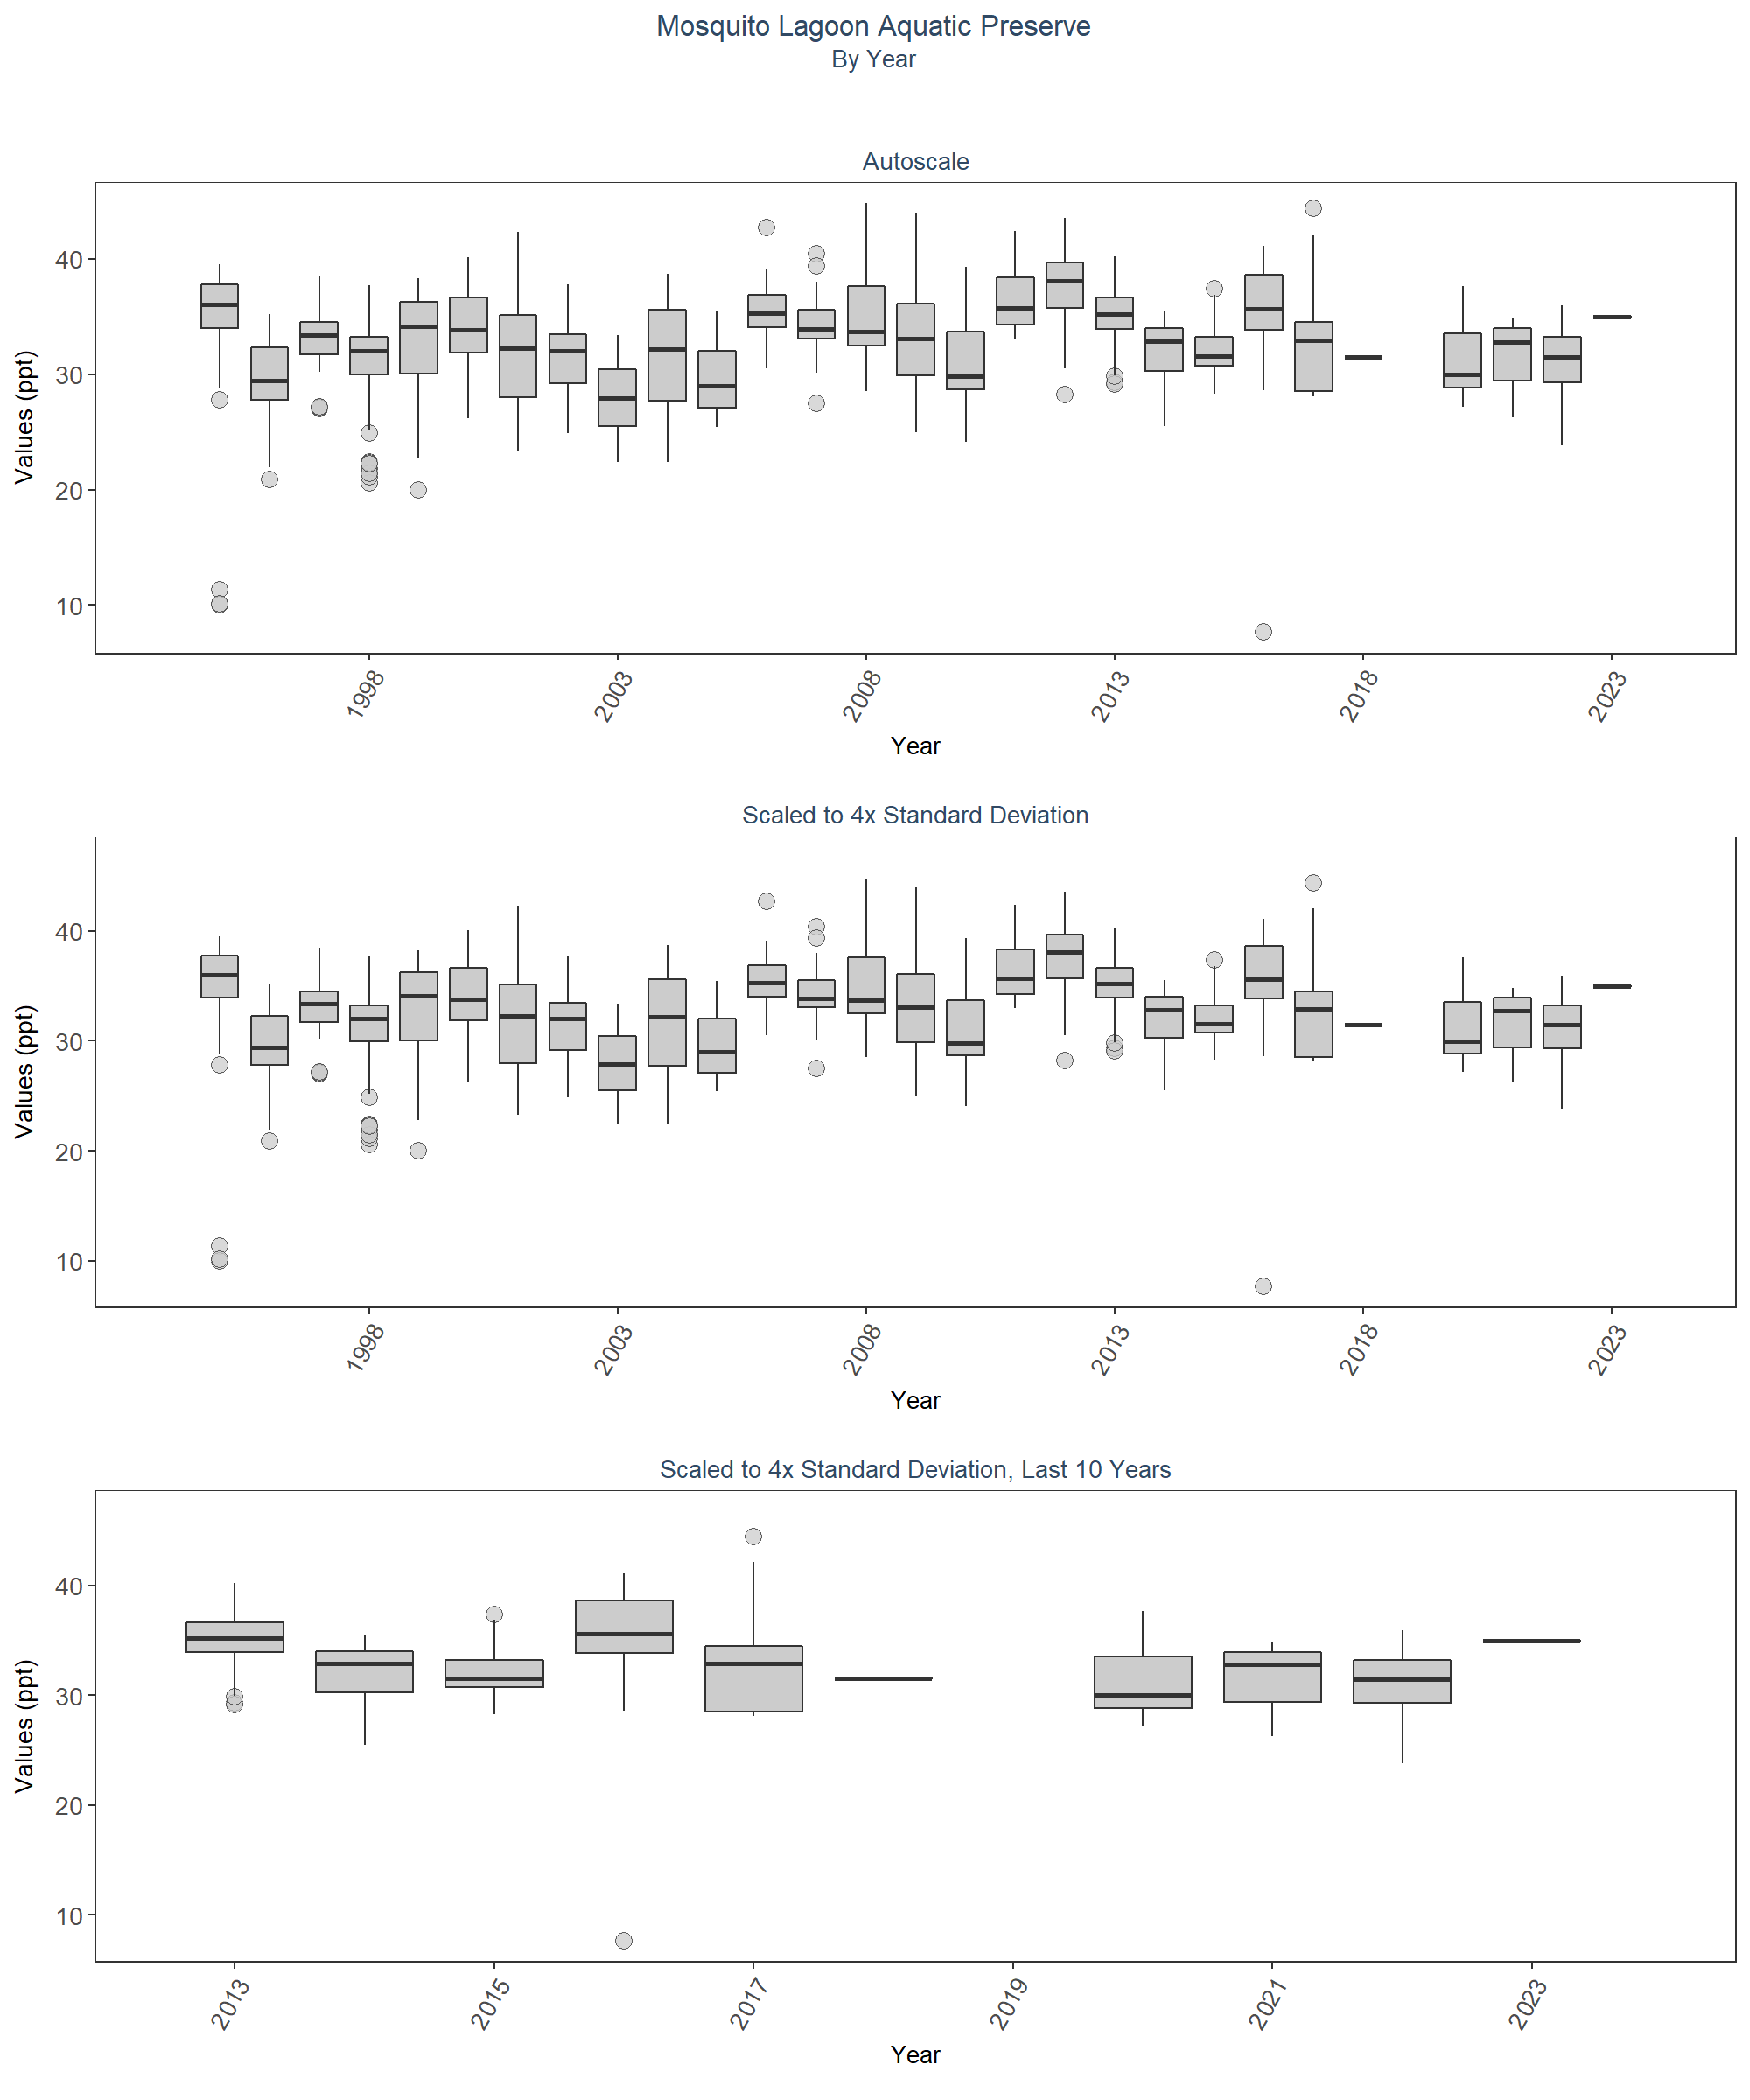 Mosquito Lagoon Aquatic Preserve
By Year
Autoscale
Values (ppt)
40
30
20
10
1998
2003
2008
2013
2018
2023
Year
Scaled to 4x Standard Deviation
Values (ppt)
40
30
20
10
1998
2003
2008
2013
2018
2023
Year
Scaled to 4x Standard Deviation, Last 10 Years
Values (ppt)
40
30
20
10
2013
2015
2017
2019
2021
2023
Year